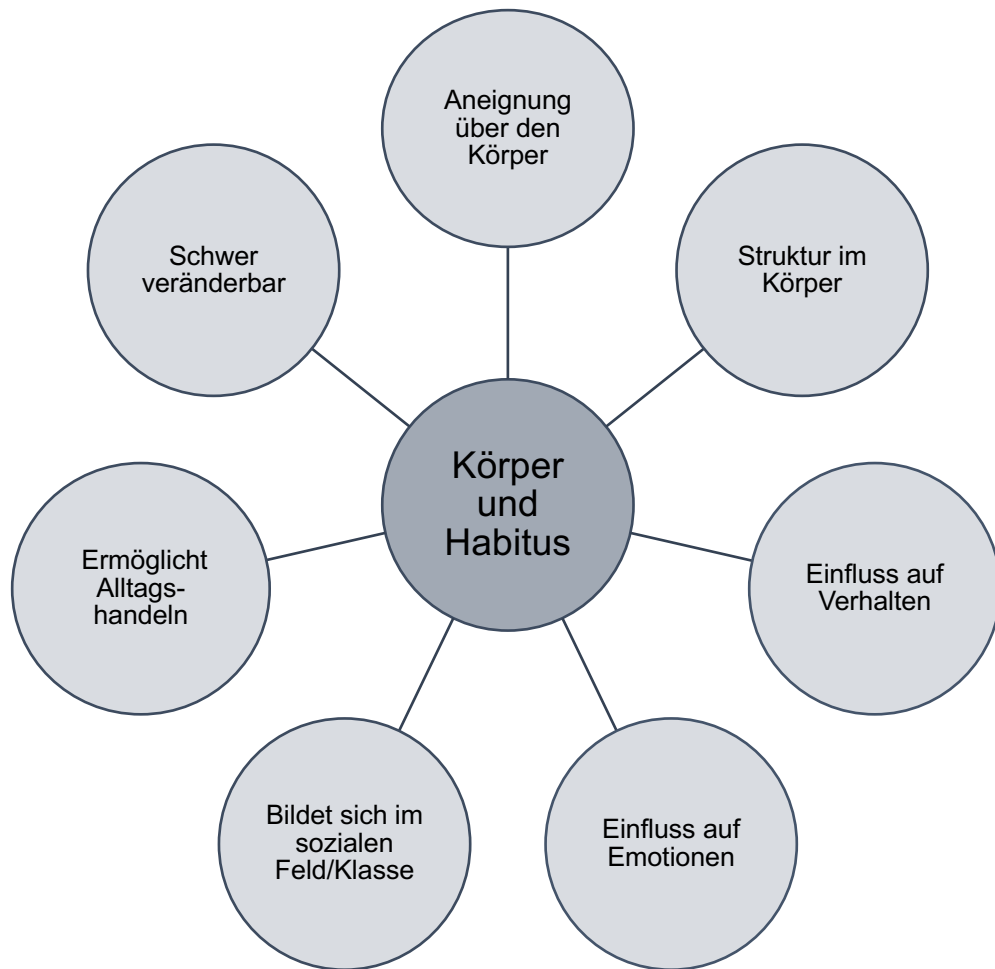 Aneignung
über den
Körper
Struktur im
Körper
Einfluss auf
Verhalten
Einfluss auf
Emotionen
Bildet sich im
sozialen
Feld/Klasse
Ermöglicht
Alltags-
handeln
Schwer
veränderbar
Körper
und
Habitus